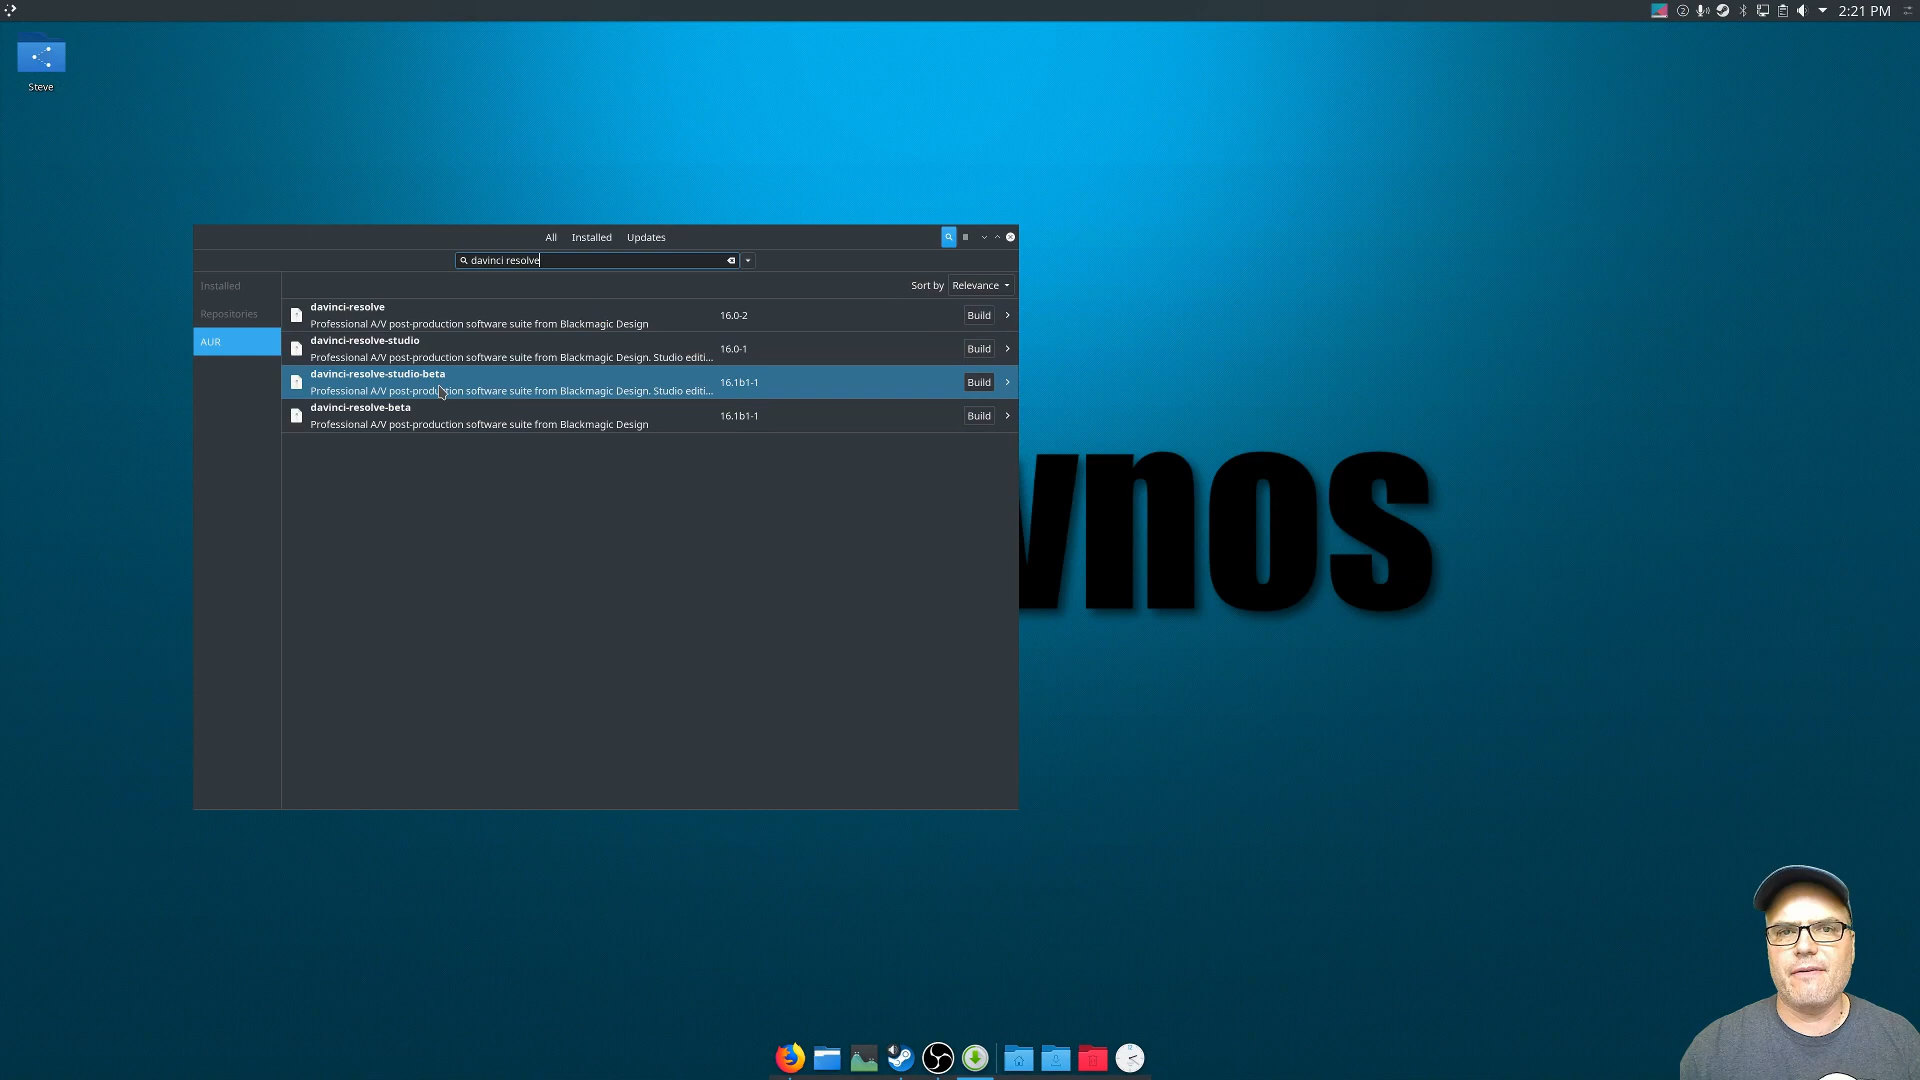 2:21 PM
Steve
All Installed Updates
davinci resolve
Installed
Repositories
AUR
Sort by Relevance
davinci-resolve
Professional A/V post-production software suite from Blackmagic Design
16.0-2
Build
davinci-resolve-studio
Professional A/V post-production software suite from Blackmagic Design. Studio editi...
16.0-1
Build
davinci-resolve-studio-beta
Professional A/V post-production software suite from Blackmagic Design. Studio editi...
16.1b1-1
Build
davinci-resolve-beta
Professional A/V post-production software suite from Blackmagic Design
16.1b1-1
Build
nos